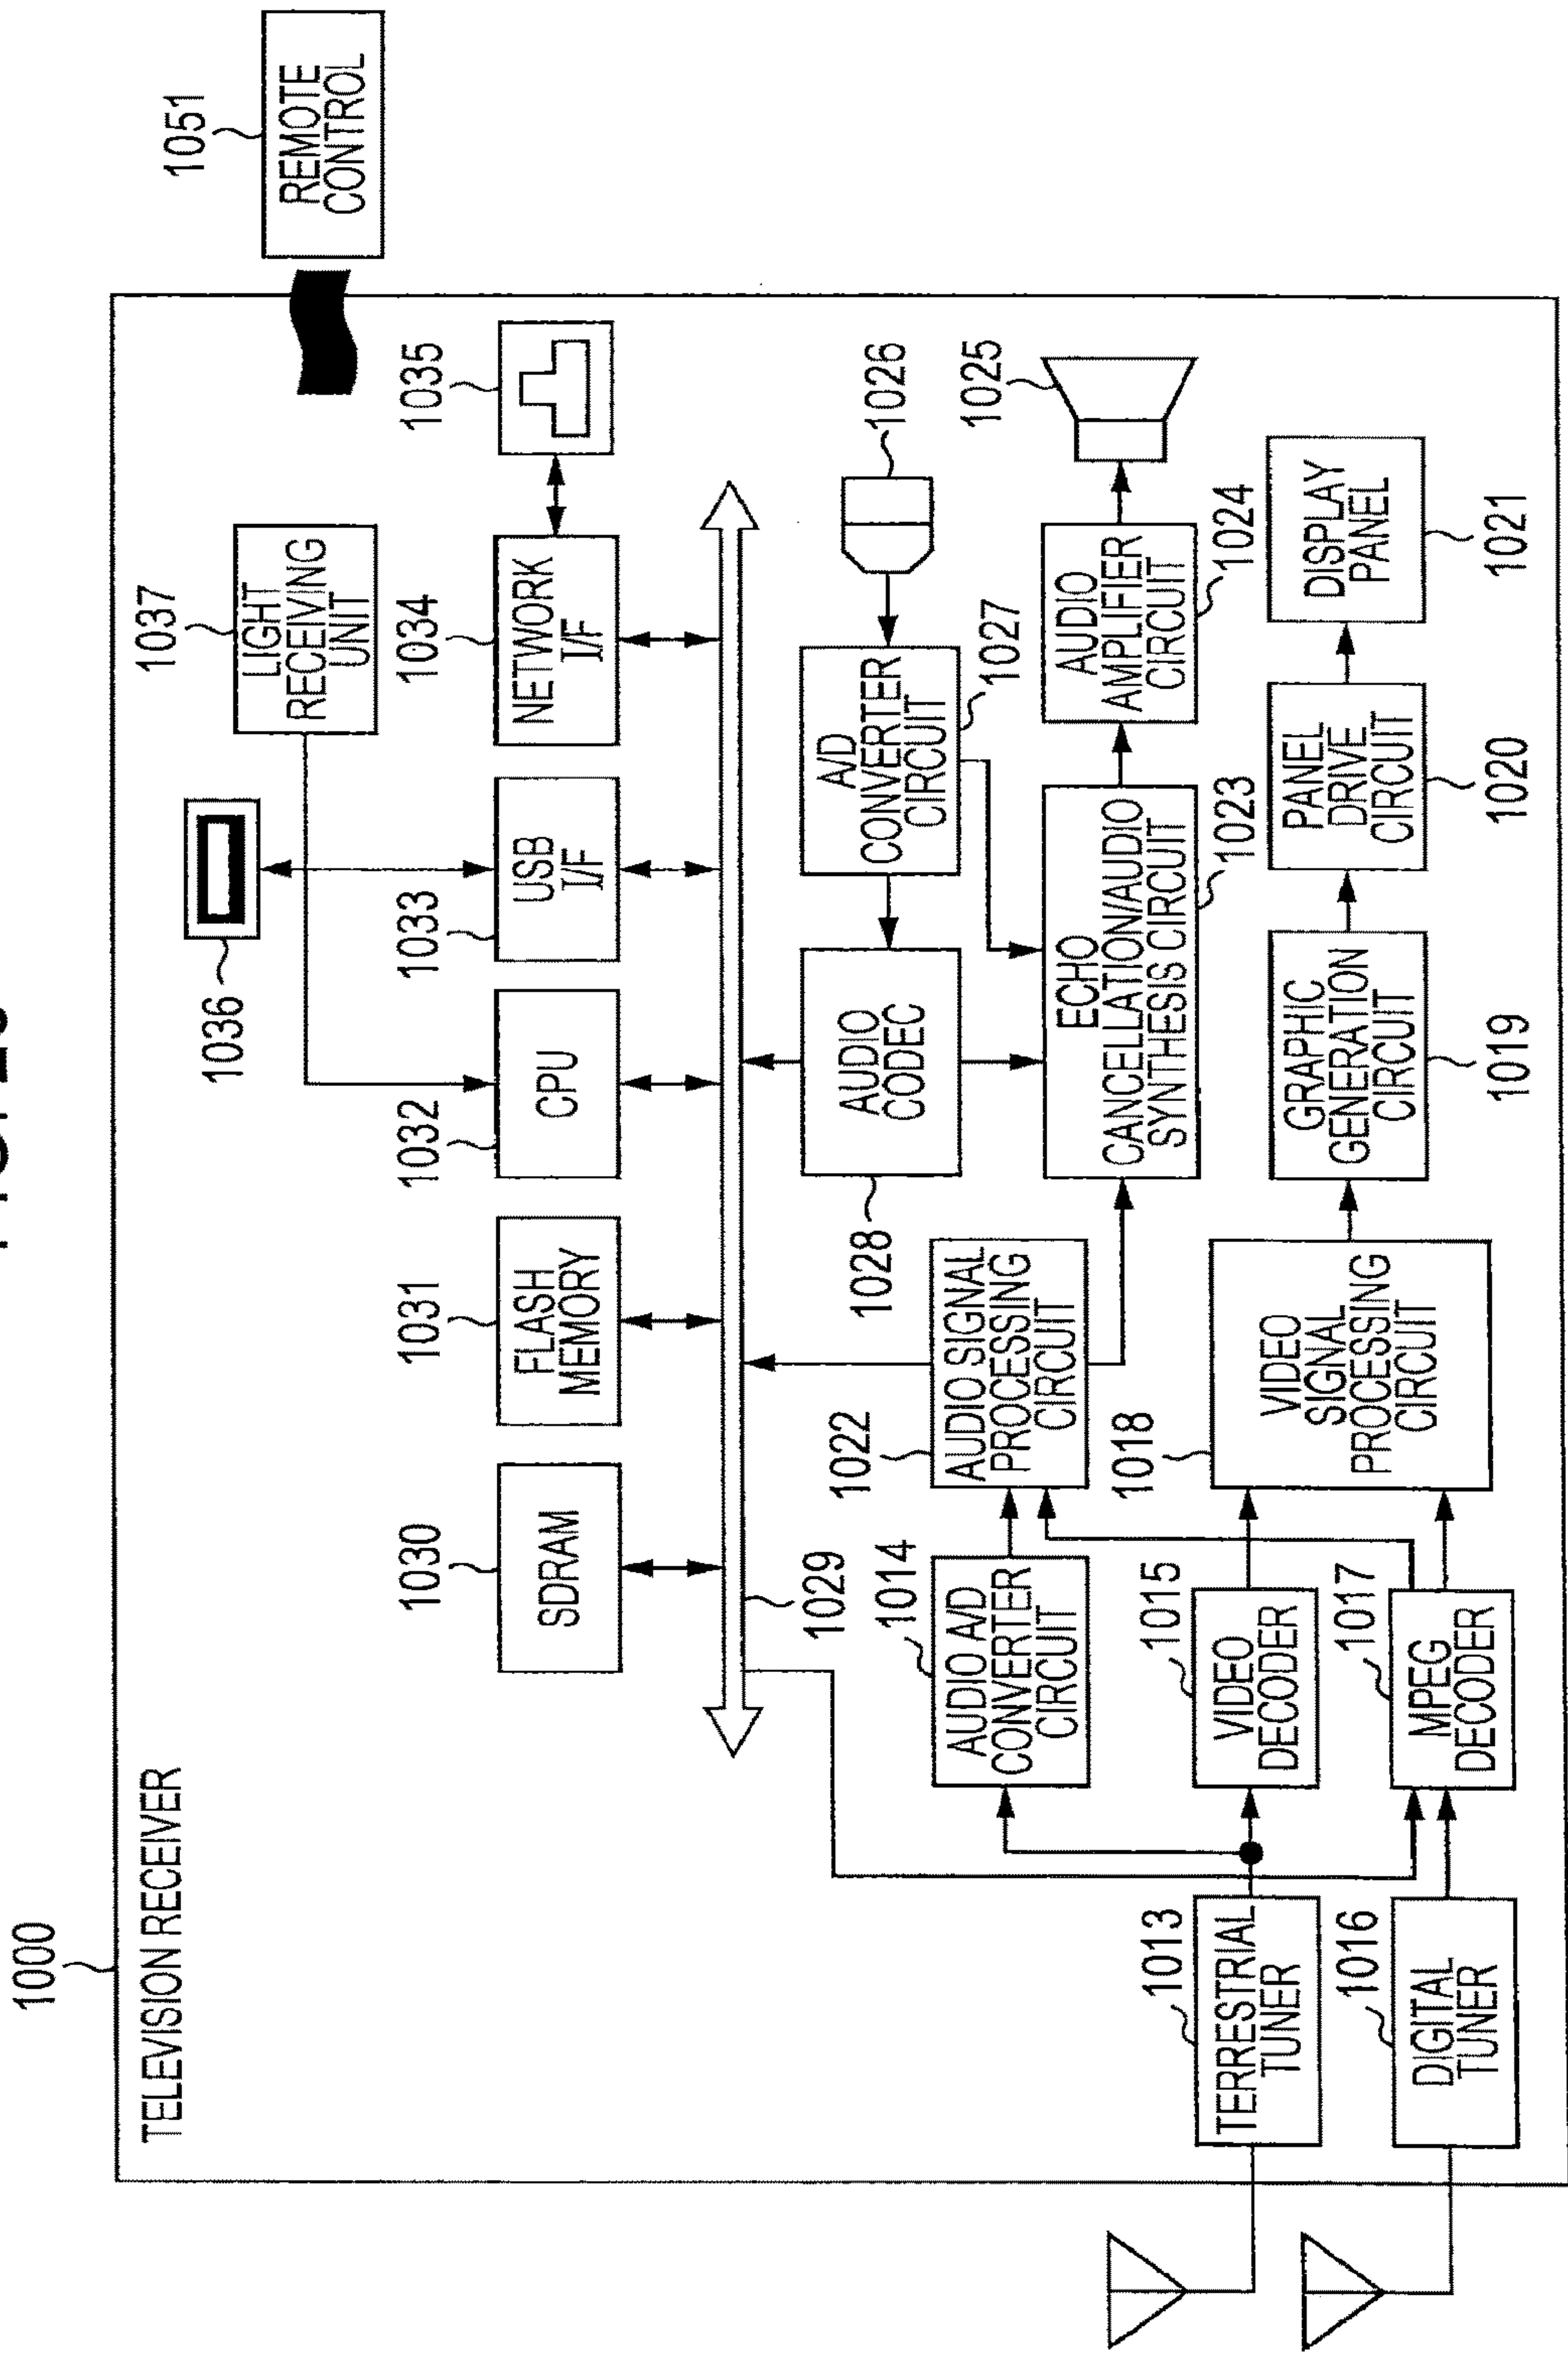 1000
TELEVISION RECEIVER
1051
REMOTE
CONTROL
1037
LIGHT
RECEIVING
UNIT
1036
1030
SDRAM
1031
FLASH
MEMORY
1032
CPU
1033
USB
I/F
1034
NETWORK
I/F
1035
1029
1026
A/D
CONVERTER
CIRCUIT
1027
AUDIO
CODEC
1028
1014
AUDIO A/D
CONVERTER
CIRCUIT
1022
AUDIO SIGNAL
PROCESSING
CIRCUIT
ECHO
CANCELLATION/AUDIO
SYNTHESIS CIRCUIT
1023
AUDIO
AMPLIFIER
CIRCUIT
1024
1025
1013
TERRESTRIAL
TUNER
1015
VIDEO
DECODER
1018
VIDEO
SIGNAL
PROCESSING
CIRCUIT
GRAPHIC
GENERATION
CIRCUIT
1019
PANEL
DRIVE
CIRCUIT
1020
DISPLAY
PANEL
1021
1016
DIGITAL
TUNER
1017
MPEG
DECODER